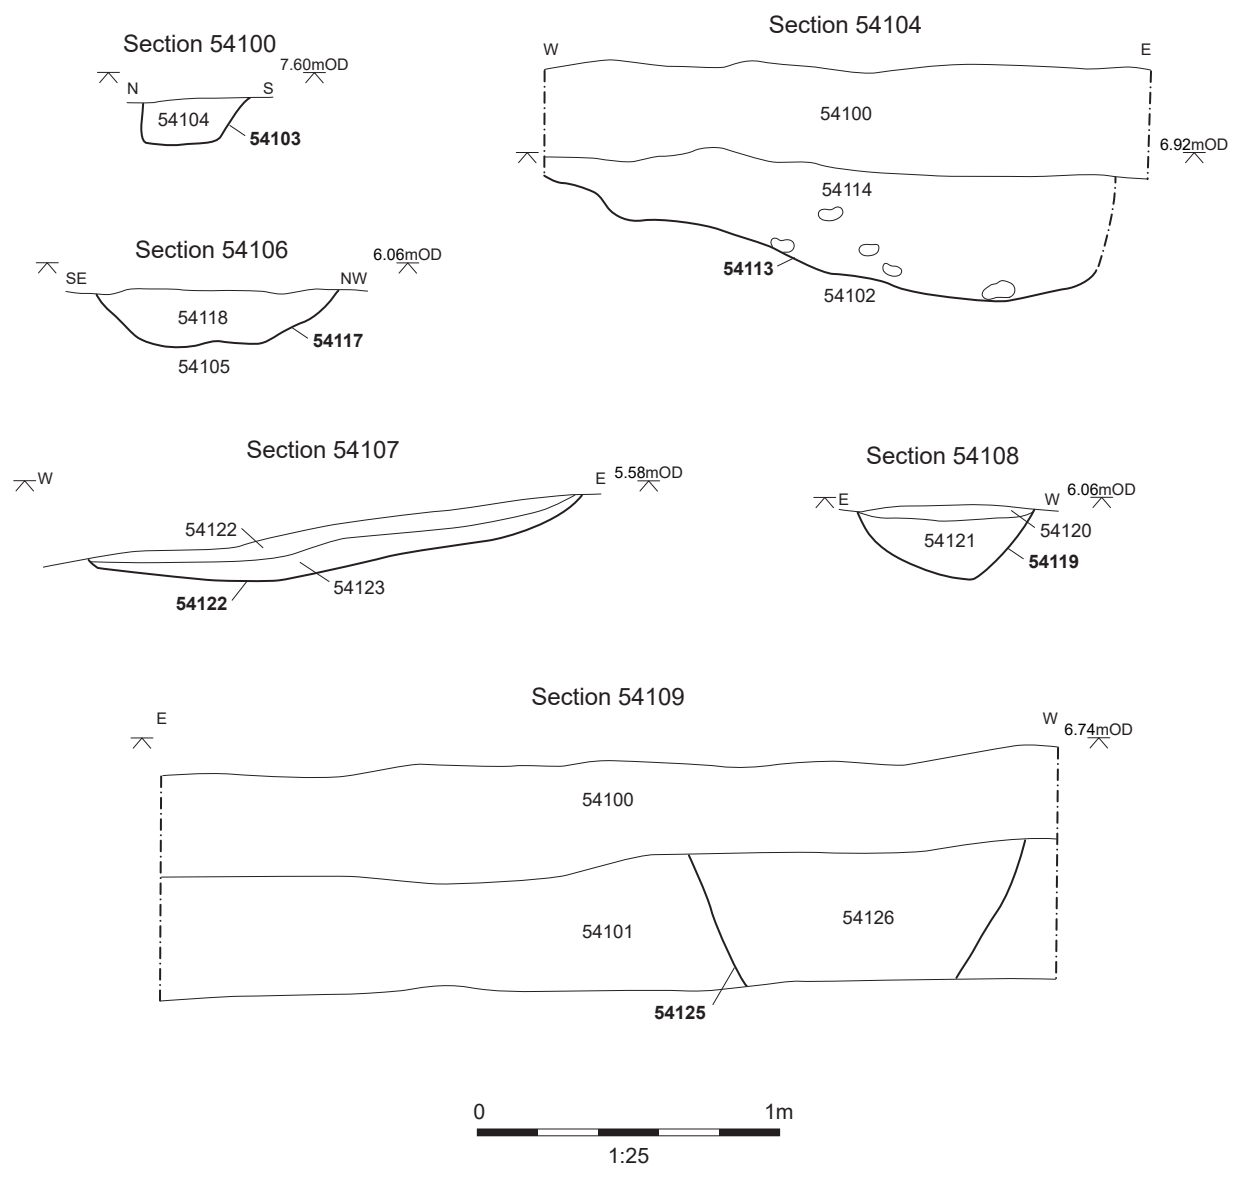 Section 54100
7.60mOD
N S
54104
54103
Section 54104
W E
54100
6.92mOD
54114
54113
54102
Section 54106
6.06mOD
SE NW
54118
54117
54105
Section 54107
W E 5.58mOD
54122
54123
54122
Section 54108
E W 6.06mOD
54120
54121
54119
Section 54109
E W 6.74mOD
54100
54126
54101
54125
0 1m
1:25